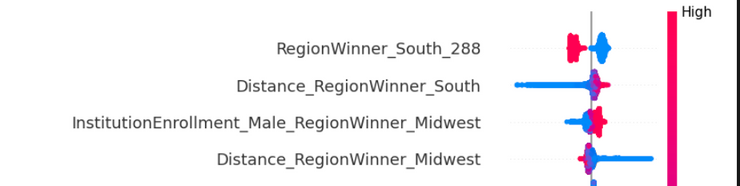 High
RegionWinner_South_288
Distance_RegionWinner_South
InstitutionEnrollment_Male_RegionWinner_Midwest
Distance_RegionWinner_Midwest